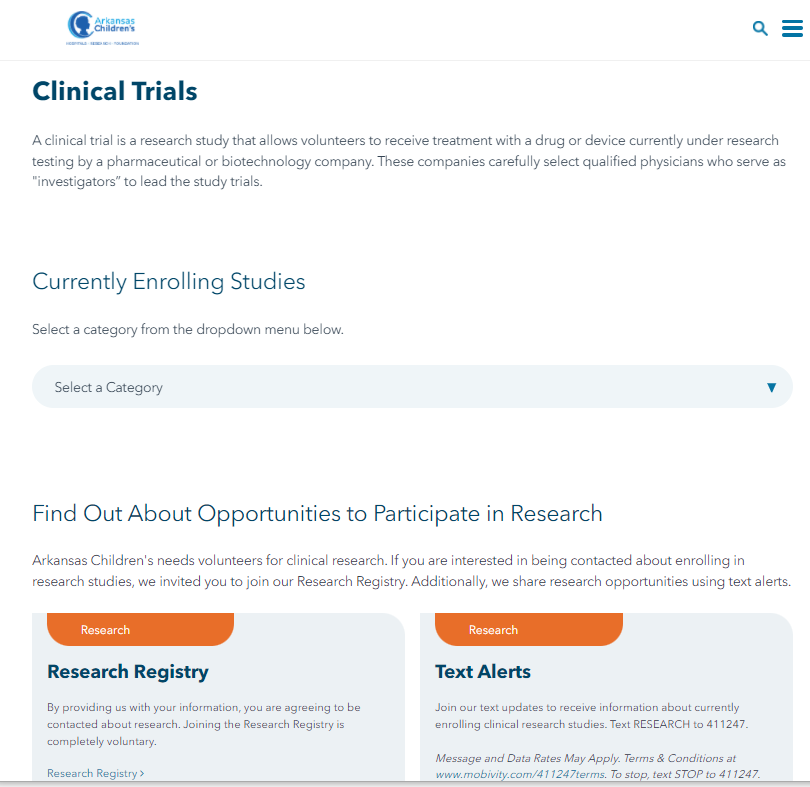 Arkansas
Children's
Clinical Trials
A clinical trial is a research study that allows volunteers to receive treatment with a drug or device currently under research
testing by a pharmaceutical or biotechnology company. These companies carefully select qualified physicians who serve as
"investigators” to lead the study trials.
Currently Enrolling Studies
Select a category from the dropdown menu below.
Select a Category
Find Out About Opportunities to Participate in Research
Arkansas Children's needs volunteers for clinical research. If you are interested in being contacted about enrolling in
research studies, we invited you to join our Research Registry. Additionally, we share research opportunities using text alerts.
Research
Research Registry
By providing us with your information, you are agreeing to be
contacted about research. Joining the Research Registry is
completely voluntary.
Research Registry ›
Research
Text Alerts
Join our text updates to receive information about currently
enrolling clinical research studies. Text RESEARCH to 411247.
Message and Data Rates May Apply. Terms & Conditions at
www.mobivity.com/411247terms. To stop, text STOP to 411247.